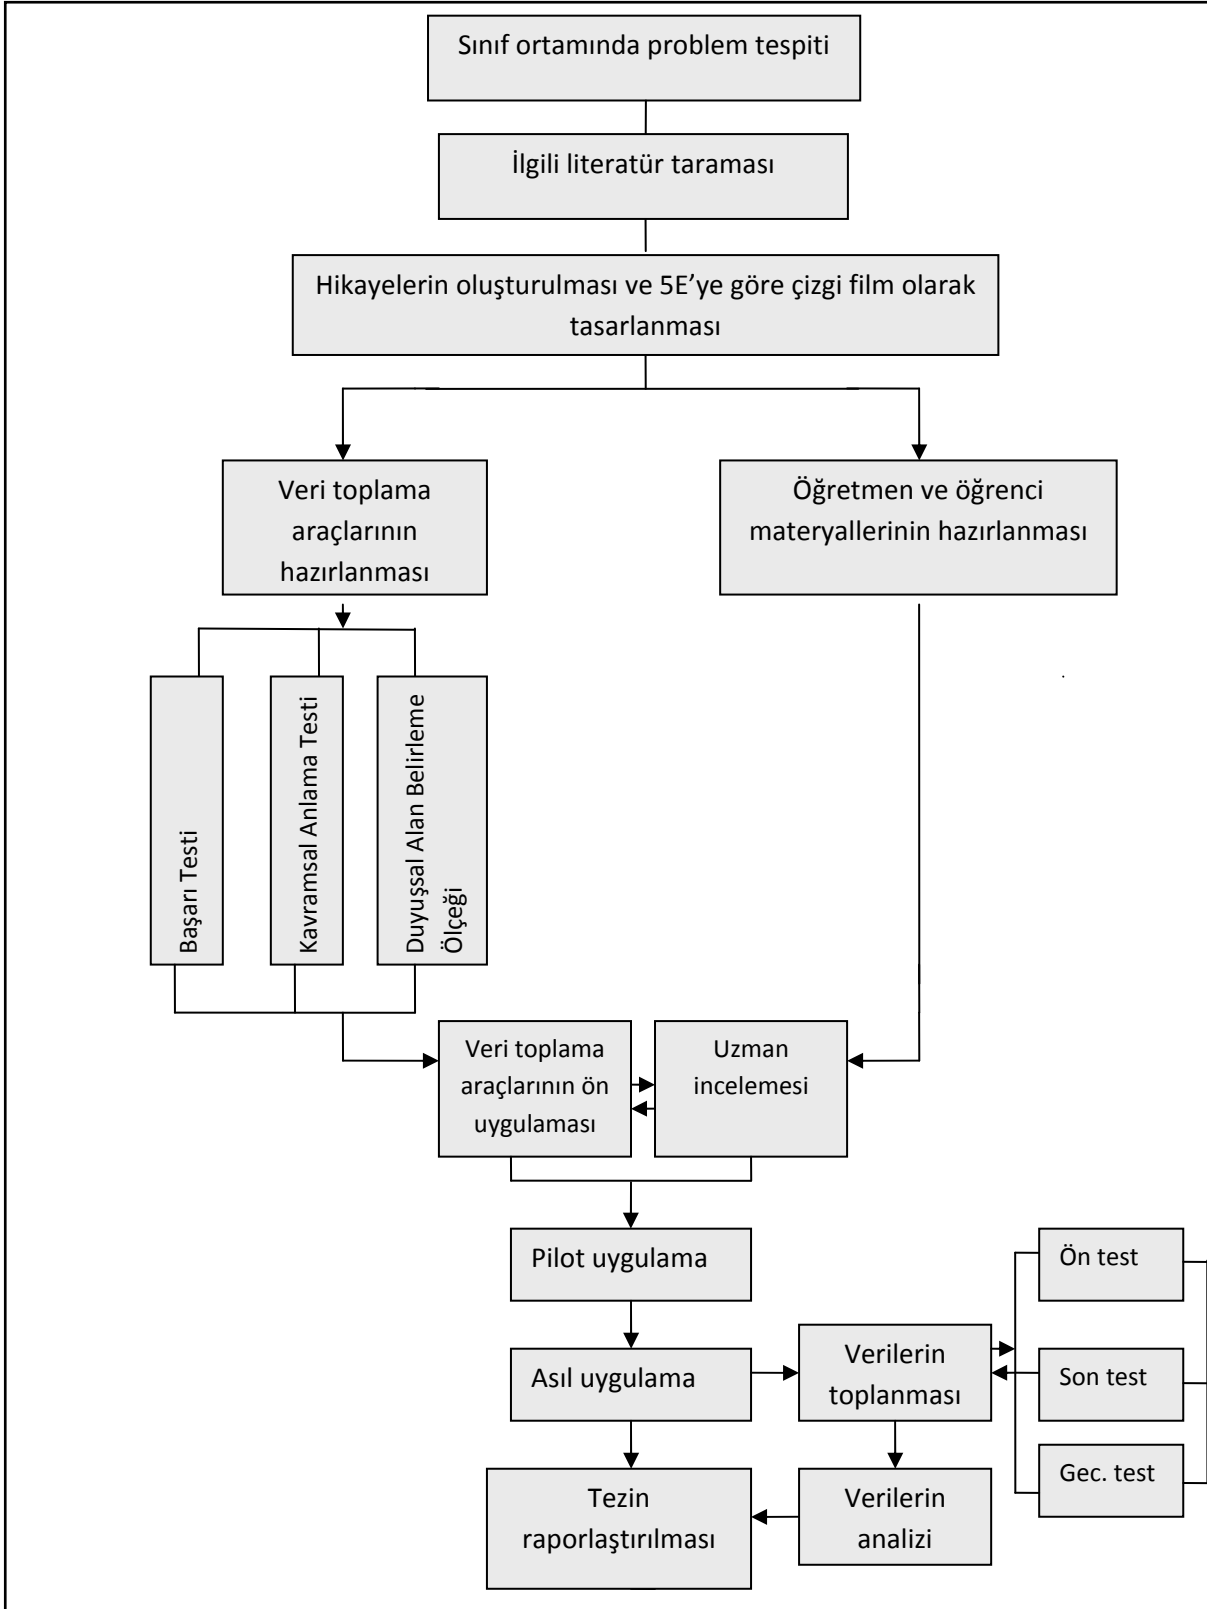 Sınıf ortamında problem tespiti
İlgili literatür taraması
Hikayelerin oluşturulması ve 5E’ye göre çizgi film olarak
tasarlanması
Veri toplama
araçlarının
hazırlanması
Öğretmen ve öğrenci
materyallerinin hazırlanması
Başarı Testi
Kavramsal Anlama Testi
Duyuşsal Alan Belirleme
Ölçeği
Veri toplama
araçlarının ön
uygulaması
Uzman
incelemesi
Pilot uygulama
Asıl uygulama
Verilerin
toplanması
Ön test
Son test
Gec. test
Tezin
raporlaştırılması
Verilerin
analizi